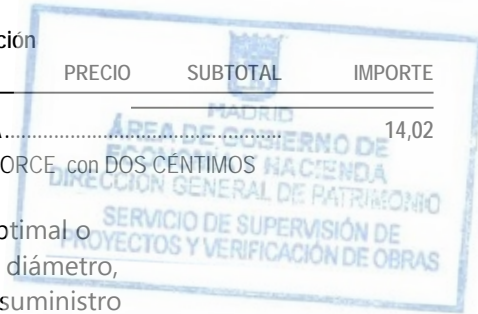 ción
PRECIO SUBTOTAL IMPORTE
MADRID
A 14,02
ÁREA DE GOBIERNO DE
ORCE con DOS CÉNTIMOS
ECONOMÍA Y HACIENDA
DIRECCIÓN GENERAL DE PATRIMONIO
SERVICIO DE SUPERVISIÓN DE
ptimal o
PROYECTOS Y VERIFICACIÓN DE OBRAS
diámetro,
suministro